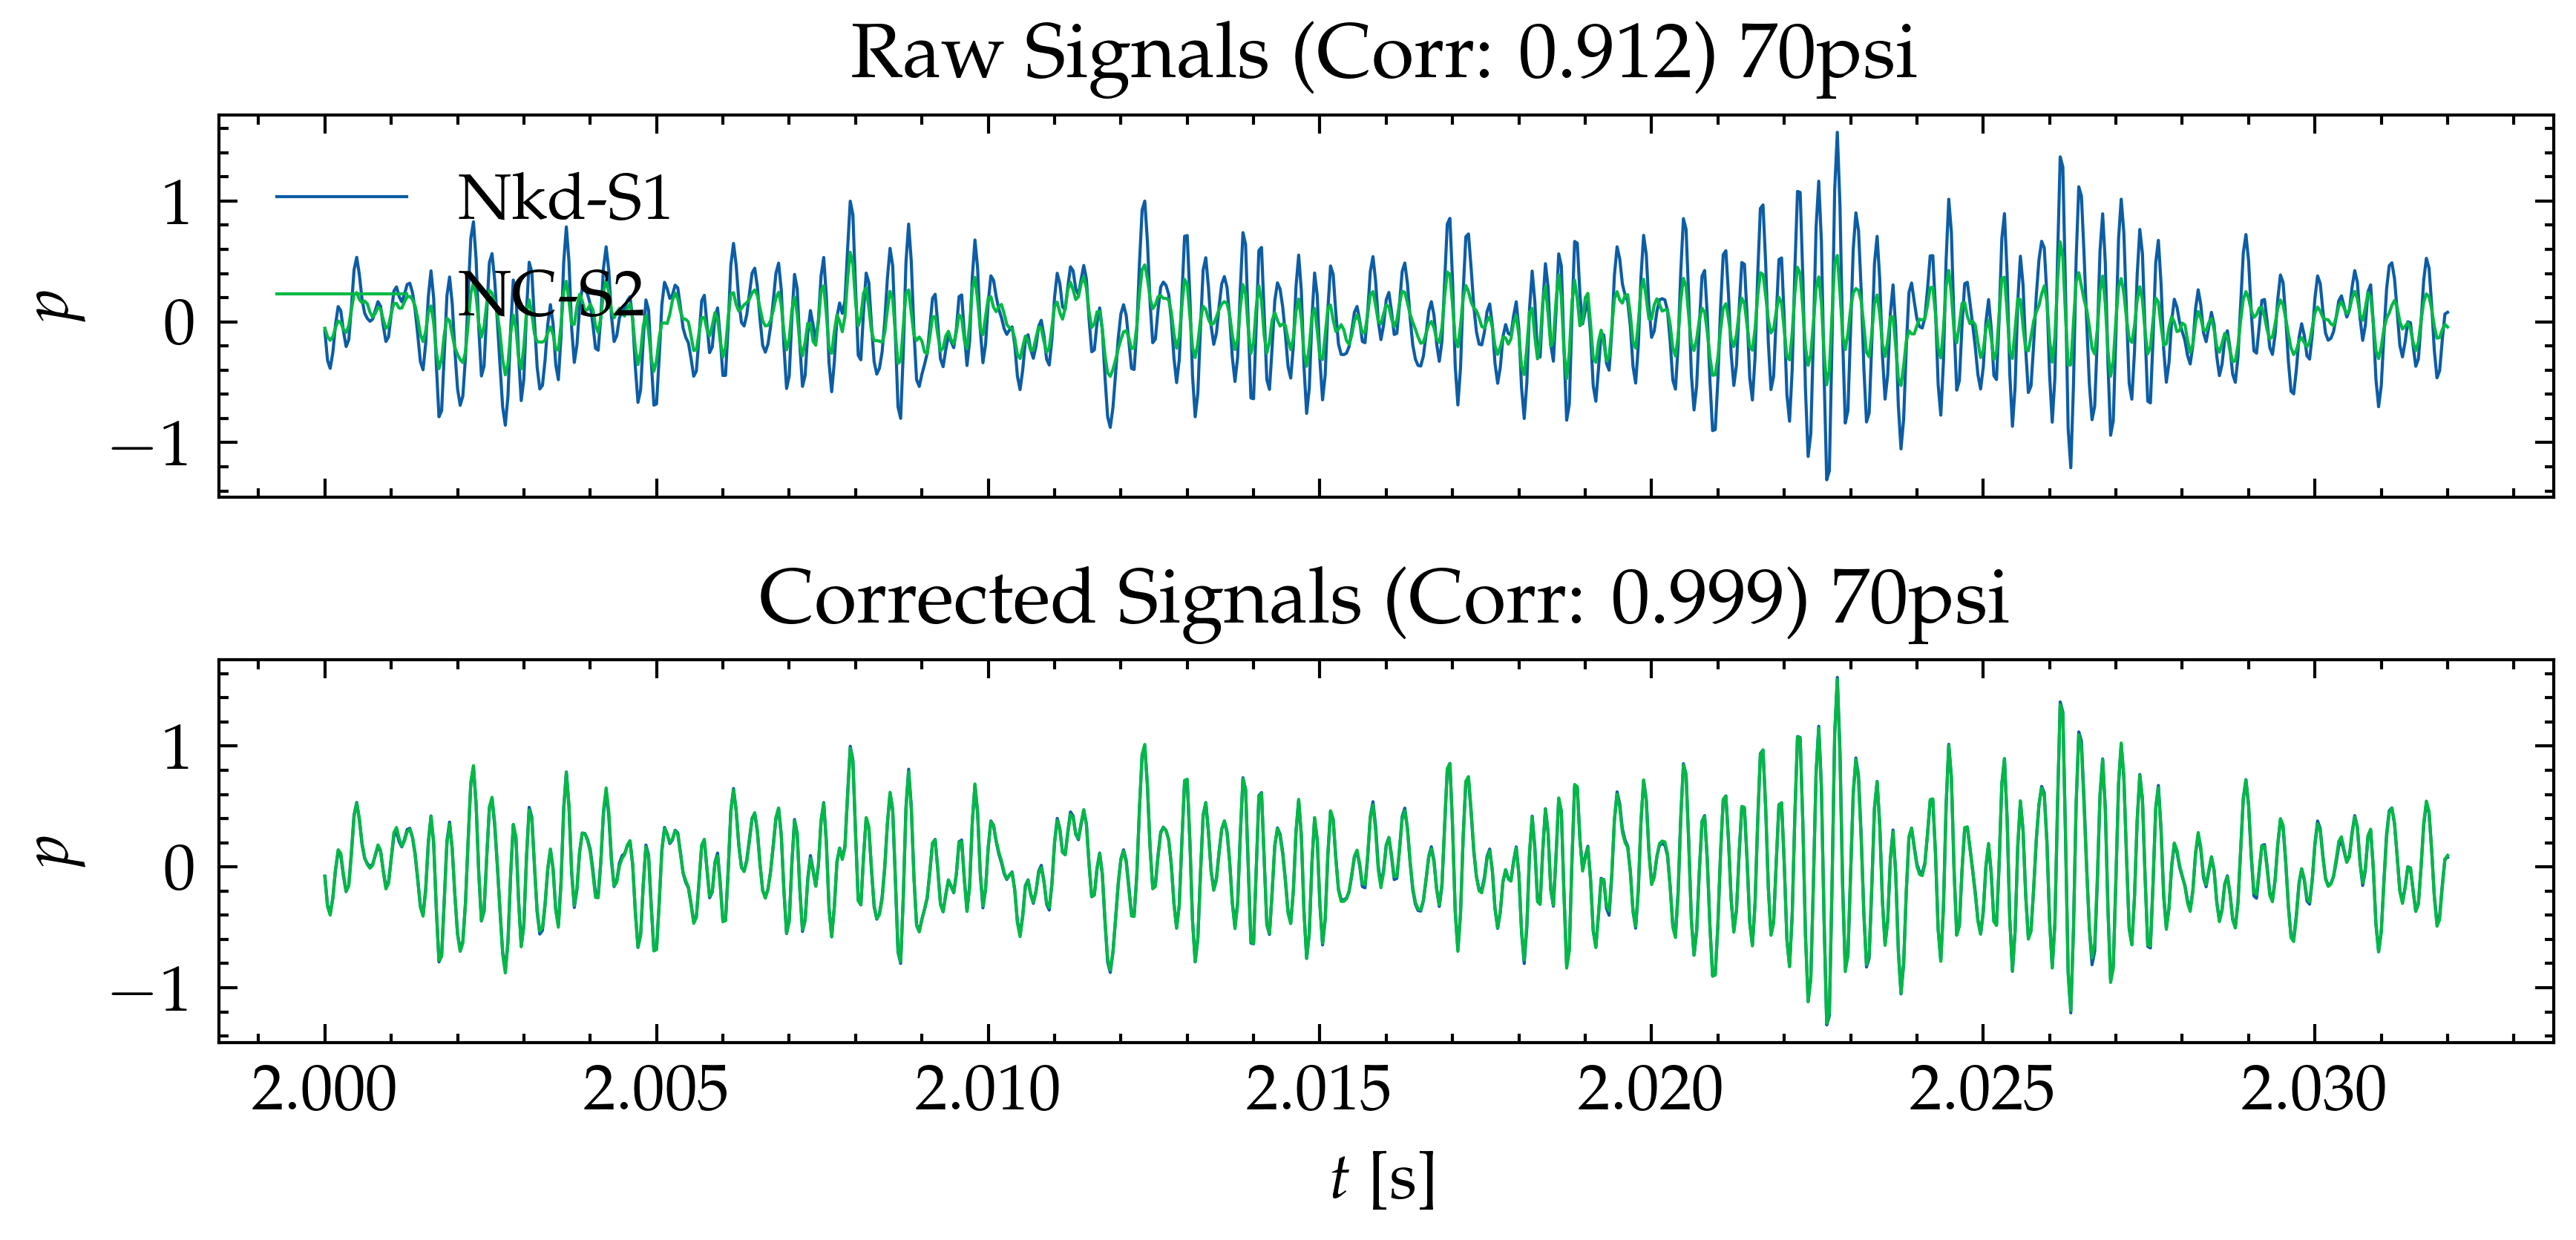 Raw Signals (Corr: 0.912) 70psi
1
0
−1
p
Nkd-S1
NC-S2
Corrected Signals (Corr: 0.999) 70psi
1
0
−1
p
2.000 2.005 2.010 2.015 2.020 2.025 2.030
t [s]